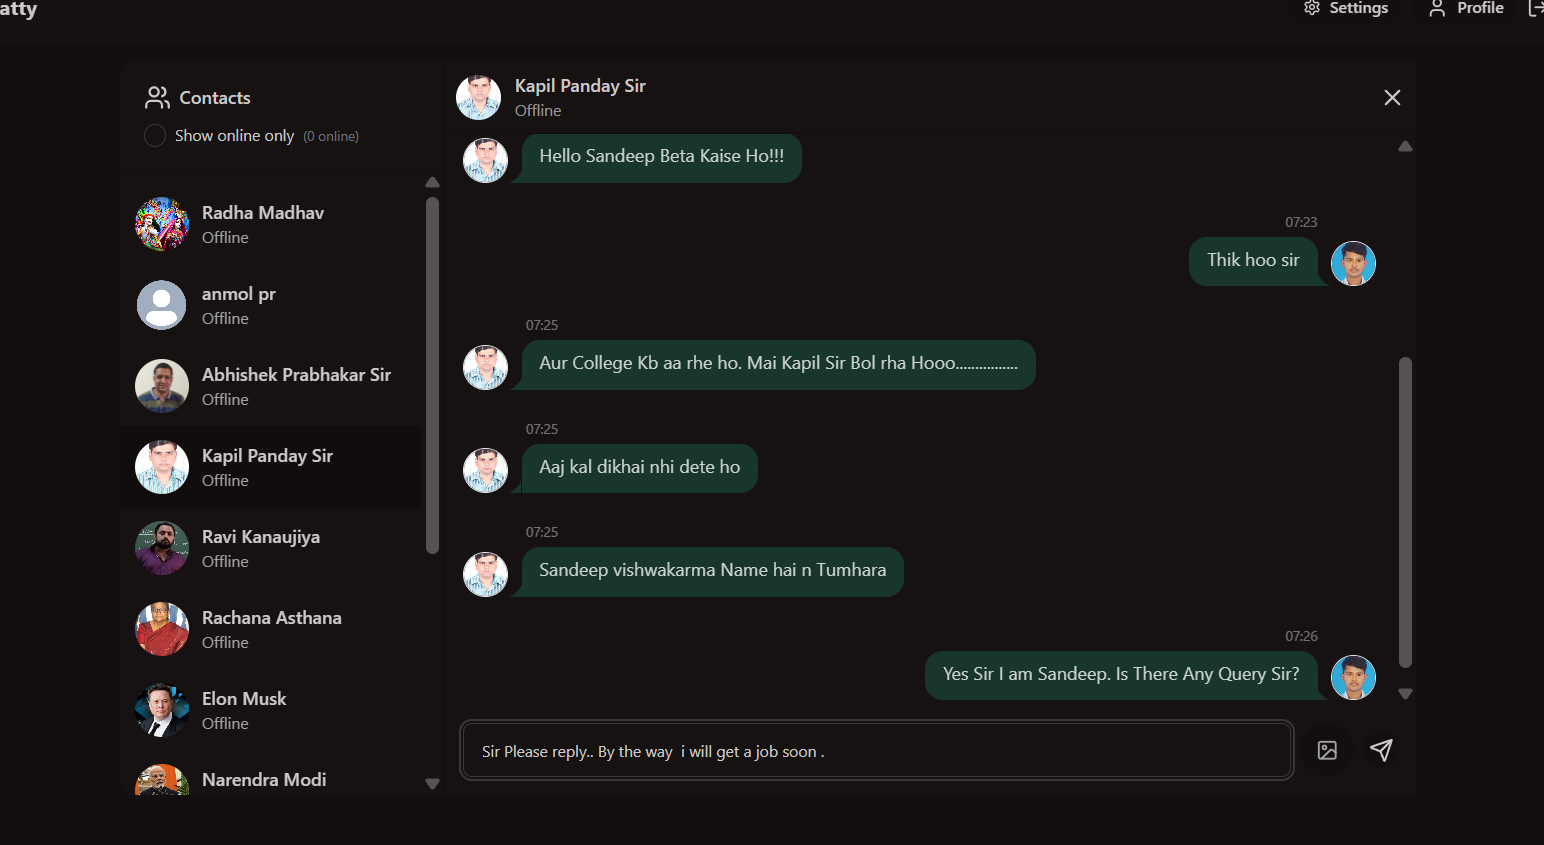 atty
Settings
Profile
Contacts
Show online only (0 online)
Radha Madhav
Offline
anmol pr
Offline
Abhishek Prabhakar Sir
Offline
Kapil Panday Sir
Offline
Ravi Kanaujiya
Offline
Rachana Asthana
Offline
Elon Musk
Offline
Narendra Modi
Kapil Panday Sir
Offline
Hello Sandeep Beta Kaise Ho!!!
07:23
Thik hoo sir
07:25
Aur College Kb aa rhe ho. Mai Kapil Sir Bol rha Hooo................
07:25
Aaj kal dikhai nhi dete ho
07:25
Sandeep vishwakarma Name hai n Tumhara
07:26
Yes Sir I am Sandeep. Is There Any Query Sir?
Sir Please reply.. By the way  i will get a job soon .